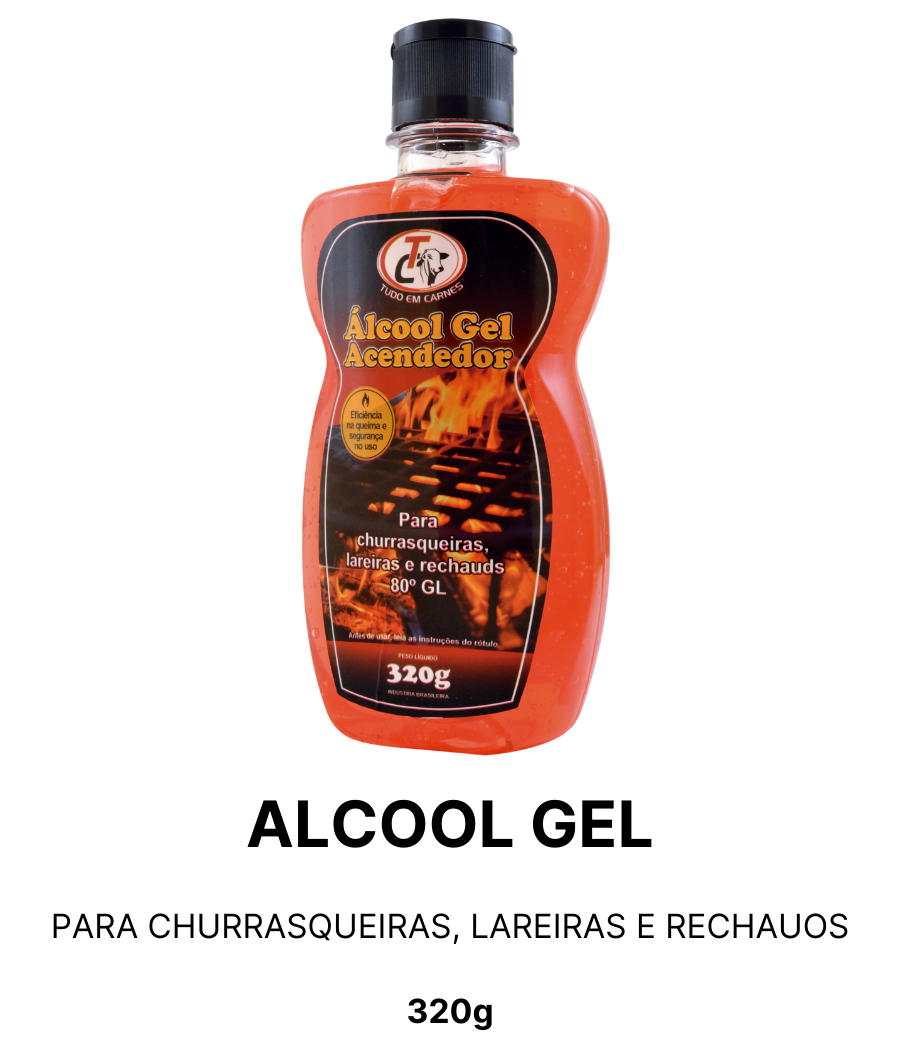 TC
TUDO EM CARNES
Álcool Gel
Acendedor
Eficiência
na queima e
segurança
no uso
Para
churrasqueiras,
lareiras e rechauds
80º GL
Antes de usar, leia as instruções do rótulo.
PESO LÍQUIDO
320g
INDÚSTRIA BRASILEIRA
ALCOOL GEL
PARA CHURRASQUEIRAS, LAREIRAS E RECHAUOS
320g